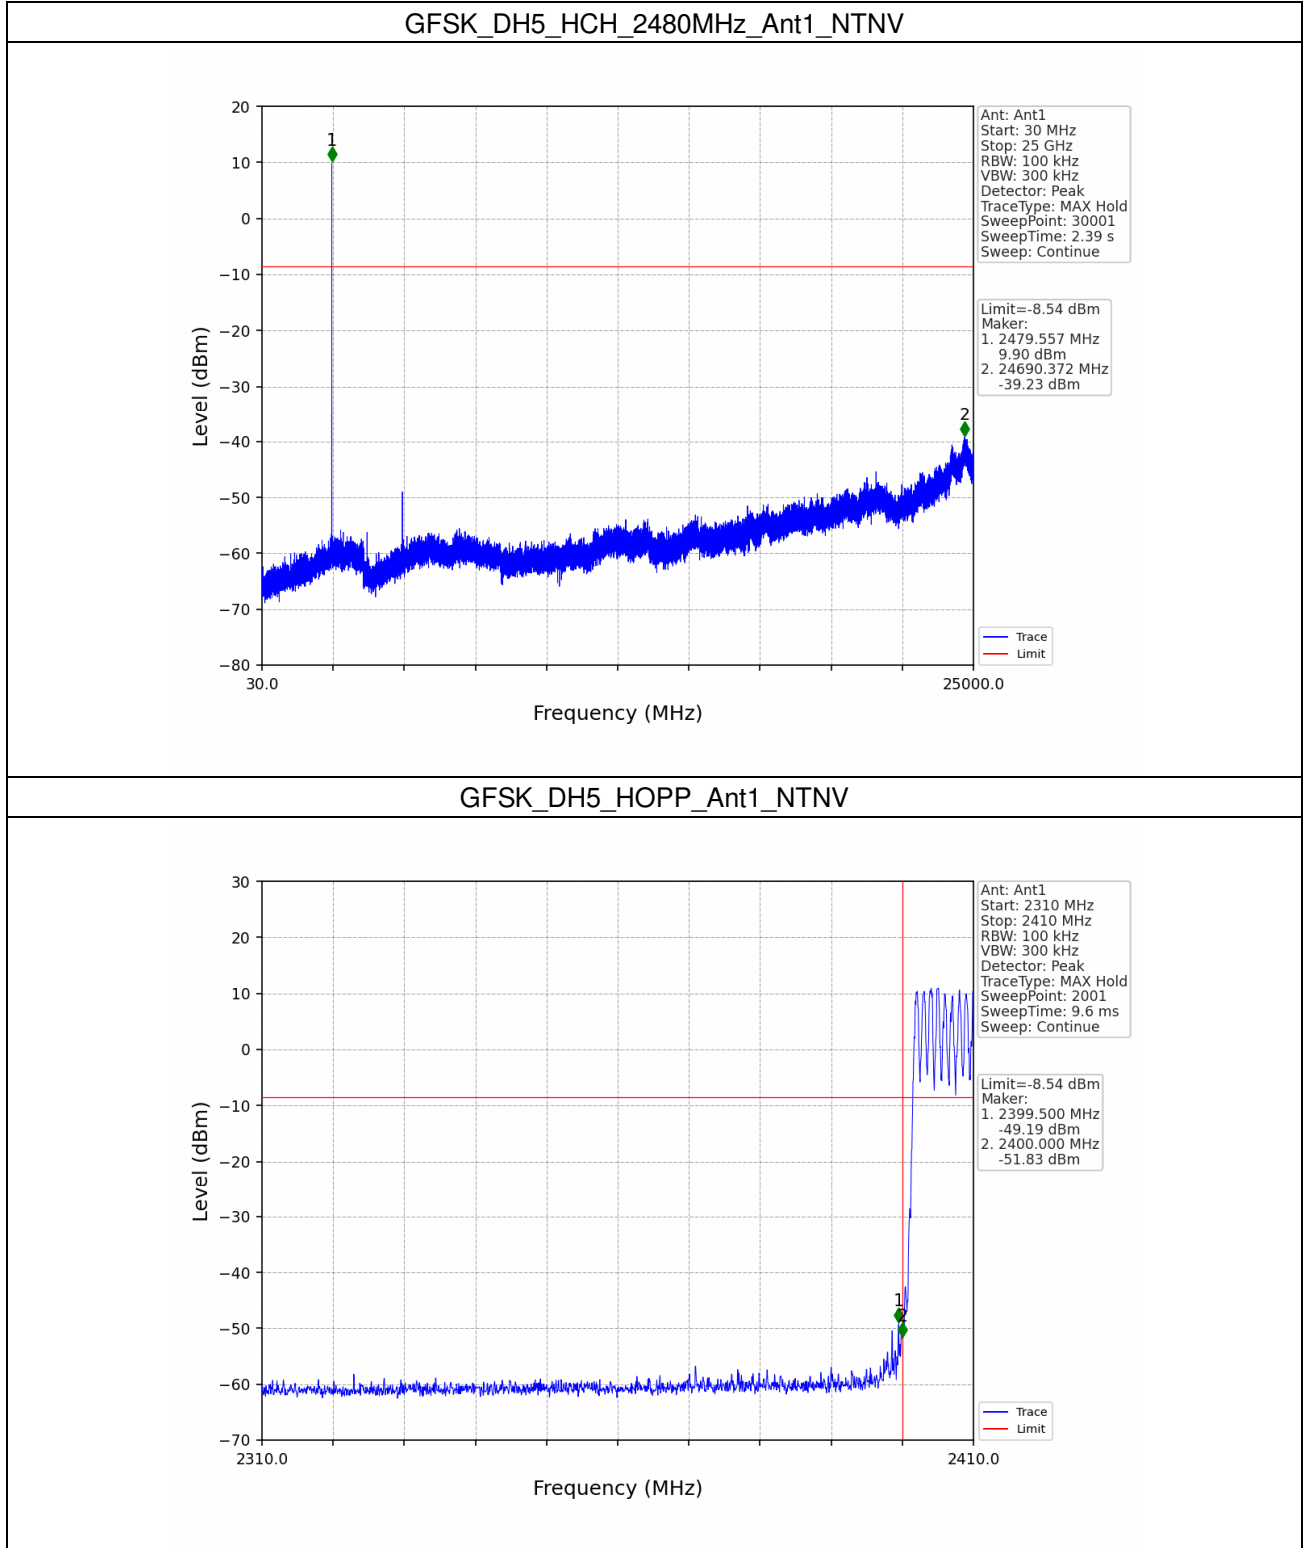 GFSK_DH5_HCH_2480MHz_Ant1_NTNV
20
10
0
−10
−20
−30
−40
−50
−60
−70
−80
Level (dBm)
1
2
30.0
25000.0
Frequency (MHz)
Ant: Ant1
Start: 30 MHz
Stop: 25 GHz
RBW: 100 kHz
VBW: 300 kHz
Detector: Peak
TraceType: MAX Hold
SweepPoint: 30001
SweepTime: 2.39 s
Sweep: Continue
Limit=-8.54 dBm
Maker:
1. 2479.557 MHz
9.90 dBm
2. 24690.372 MHz
-39.23 dBm
Trace
Limit
GFSK_DH5_HOPP_Ant1_NTNV
30
20
10
0
−10
−20
−30
−40
−50
−60
−70
Level (dBm)
1
2
2310.0
2410.0
Frequency (MHz)
Ant: Ant1
Start: 2310 MHz
Stop: 2410 MHz
RBW: 100 kHz
VBW: 300 kHz
Detector: Peak
TraceType: MAX Hold
SweepPoint: 2001
SweepTime: 9.6 ms
Sweep: Continue
Limit=-8.54 dBm
Maker:
1. 2399.500 MHz
-49.19 dBm
2. 2400.000 MHz
-51.83 dBm
Trace
Limit